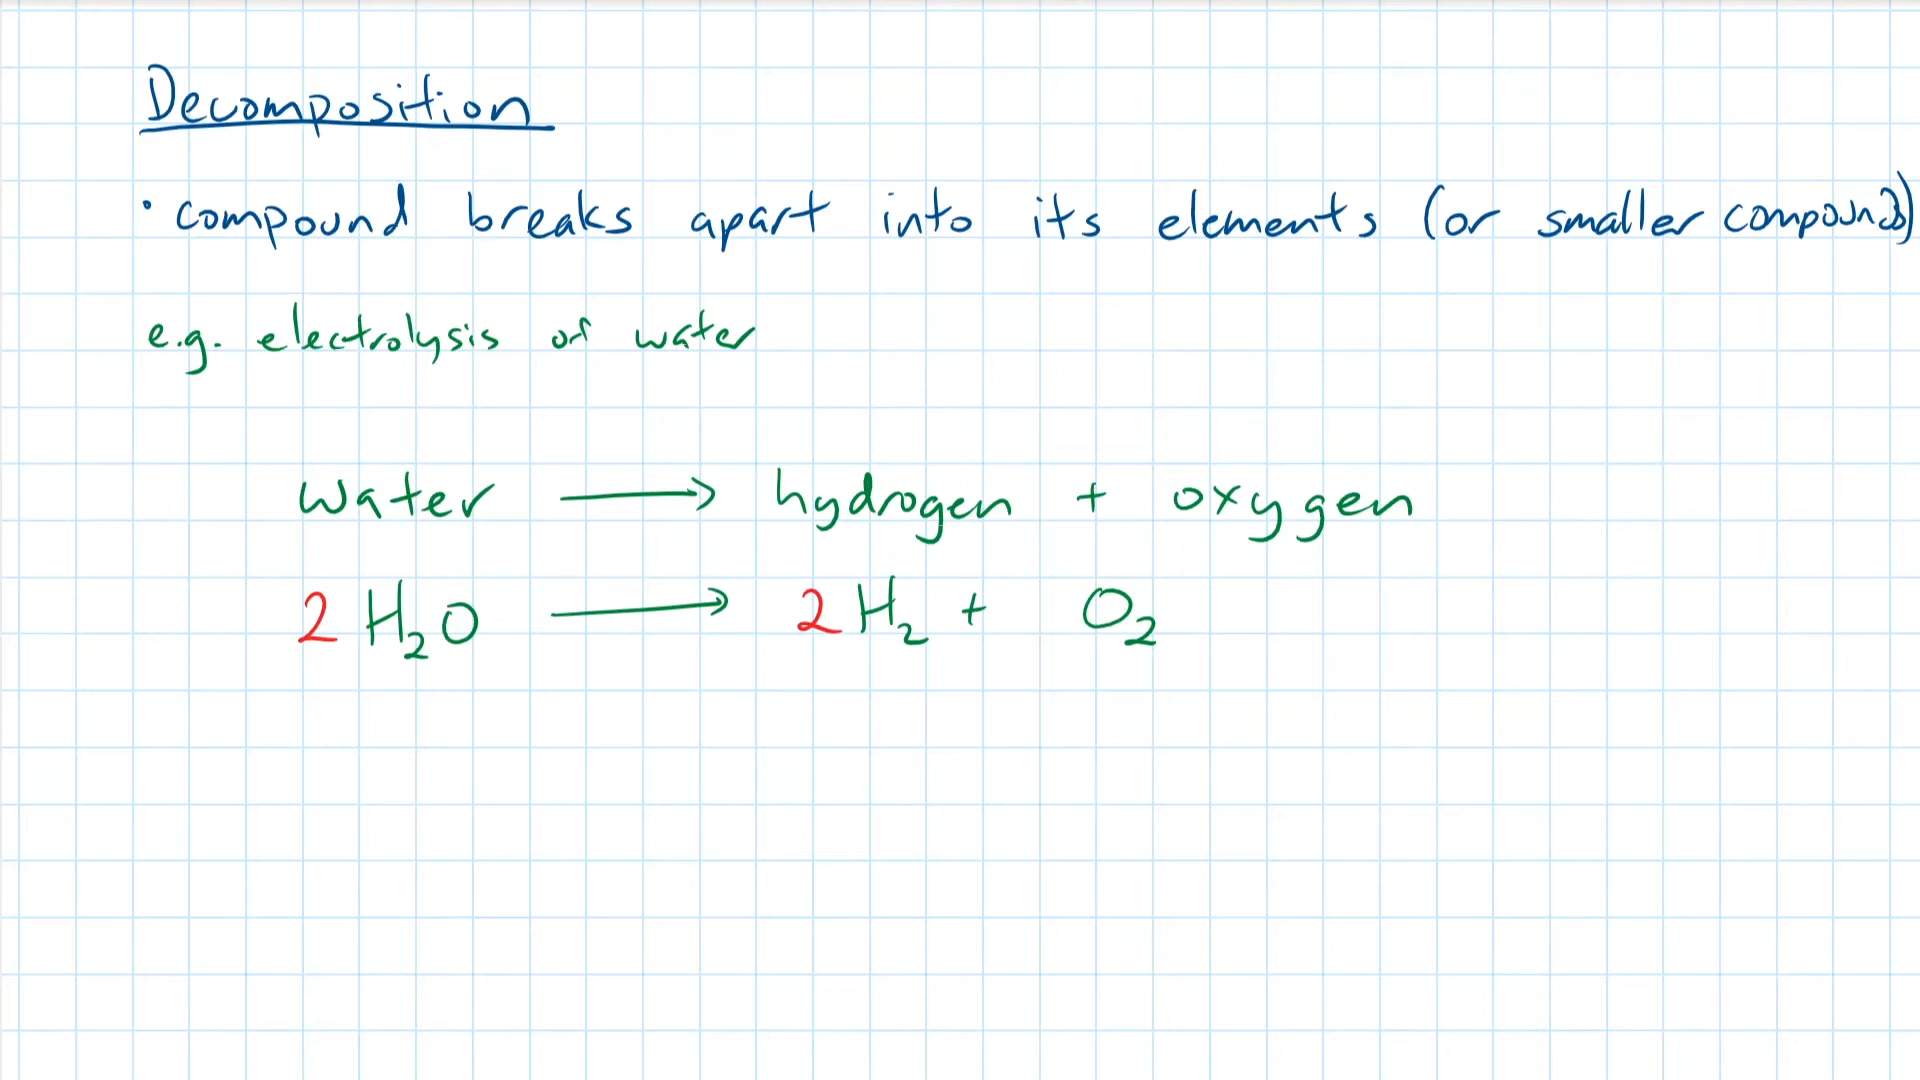 Decomposition
· compound breaks apart into its elements (or smaller compounds)
e.g. electrolysis of water
water ⟶ hydrogen + oxygen
2 H₂O ⟶ 2 H₂ + O₂